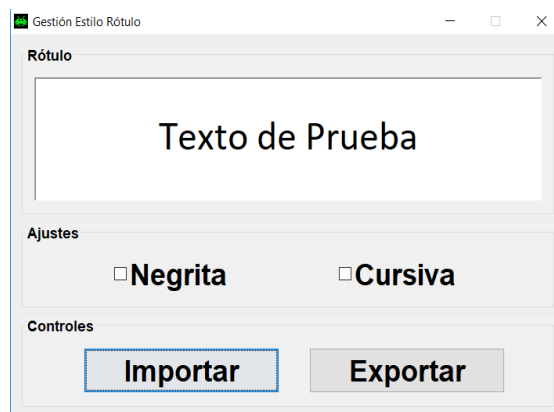 Gestión Estilo Rótulo
Rótulo
Texto de Prueba
Ajustes
Negrita Cursiva
Controles
Importar Exportar